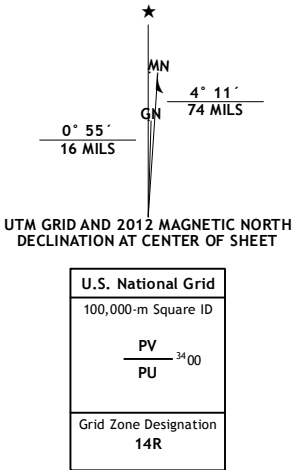 ★
MN
4° 11´
74 MILS
GN
0° 55´
16 MILS
UTM GRID AND 2012 MAGNETIC NORTH
DECLINATION AT CENTER OF SHEET
U.S. National Grid
100,000-m Square ID
PV
3400
PU
Grid Zone Designation
14R